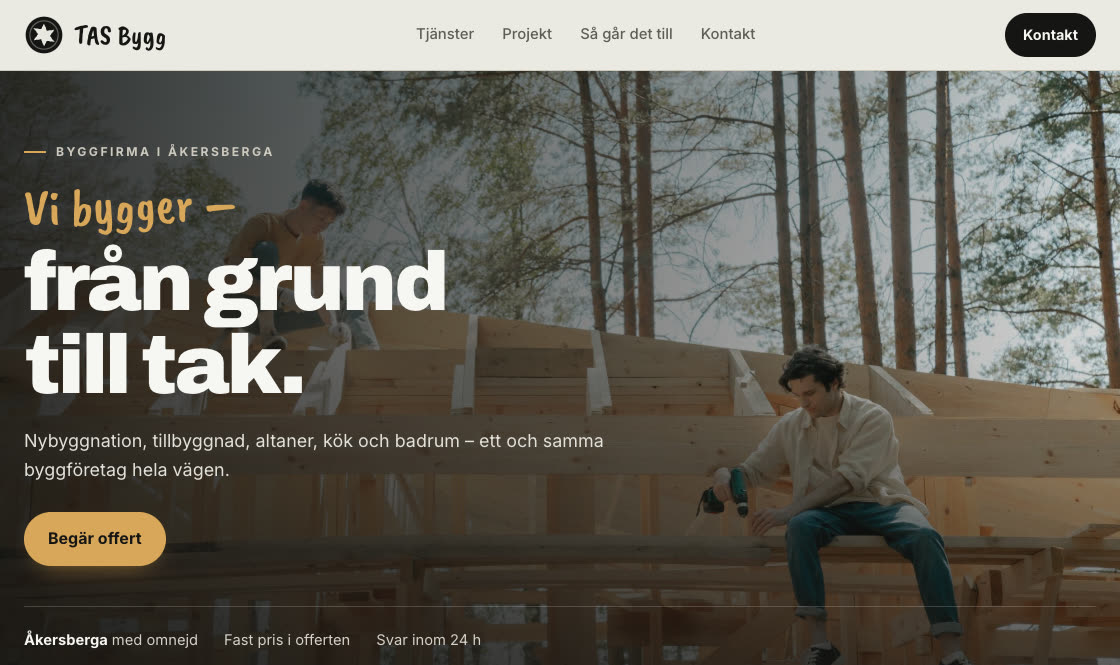 TAS Bygg
Tjänster
Projekt
Så går det till
Kontakt
Kontakt
BYGGFIRMA I ÅKERSBERGA
Vi bygger –
från grund
till tak.
Nybyggnation, tillbyggnad, altaner, kök och badrum – ett och samma
byggföretag hela vägen.
Begär offert
Åkersberga med omnejd
Fast pris i offerten
Svar inom 24 h